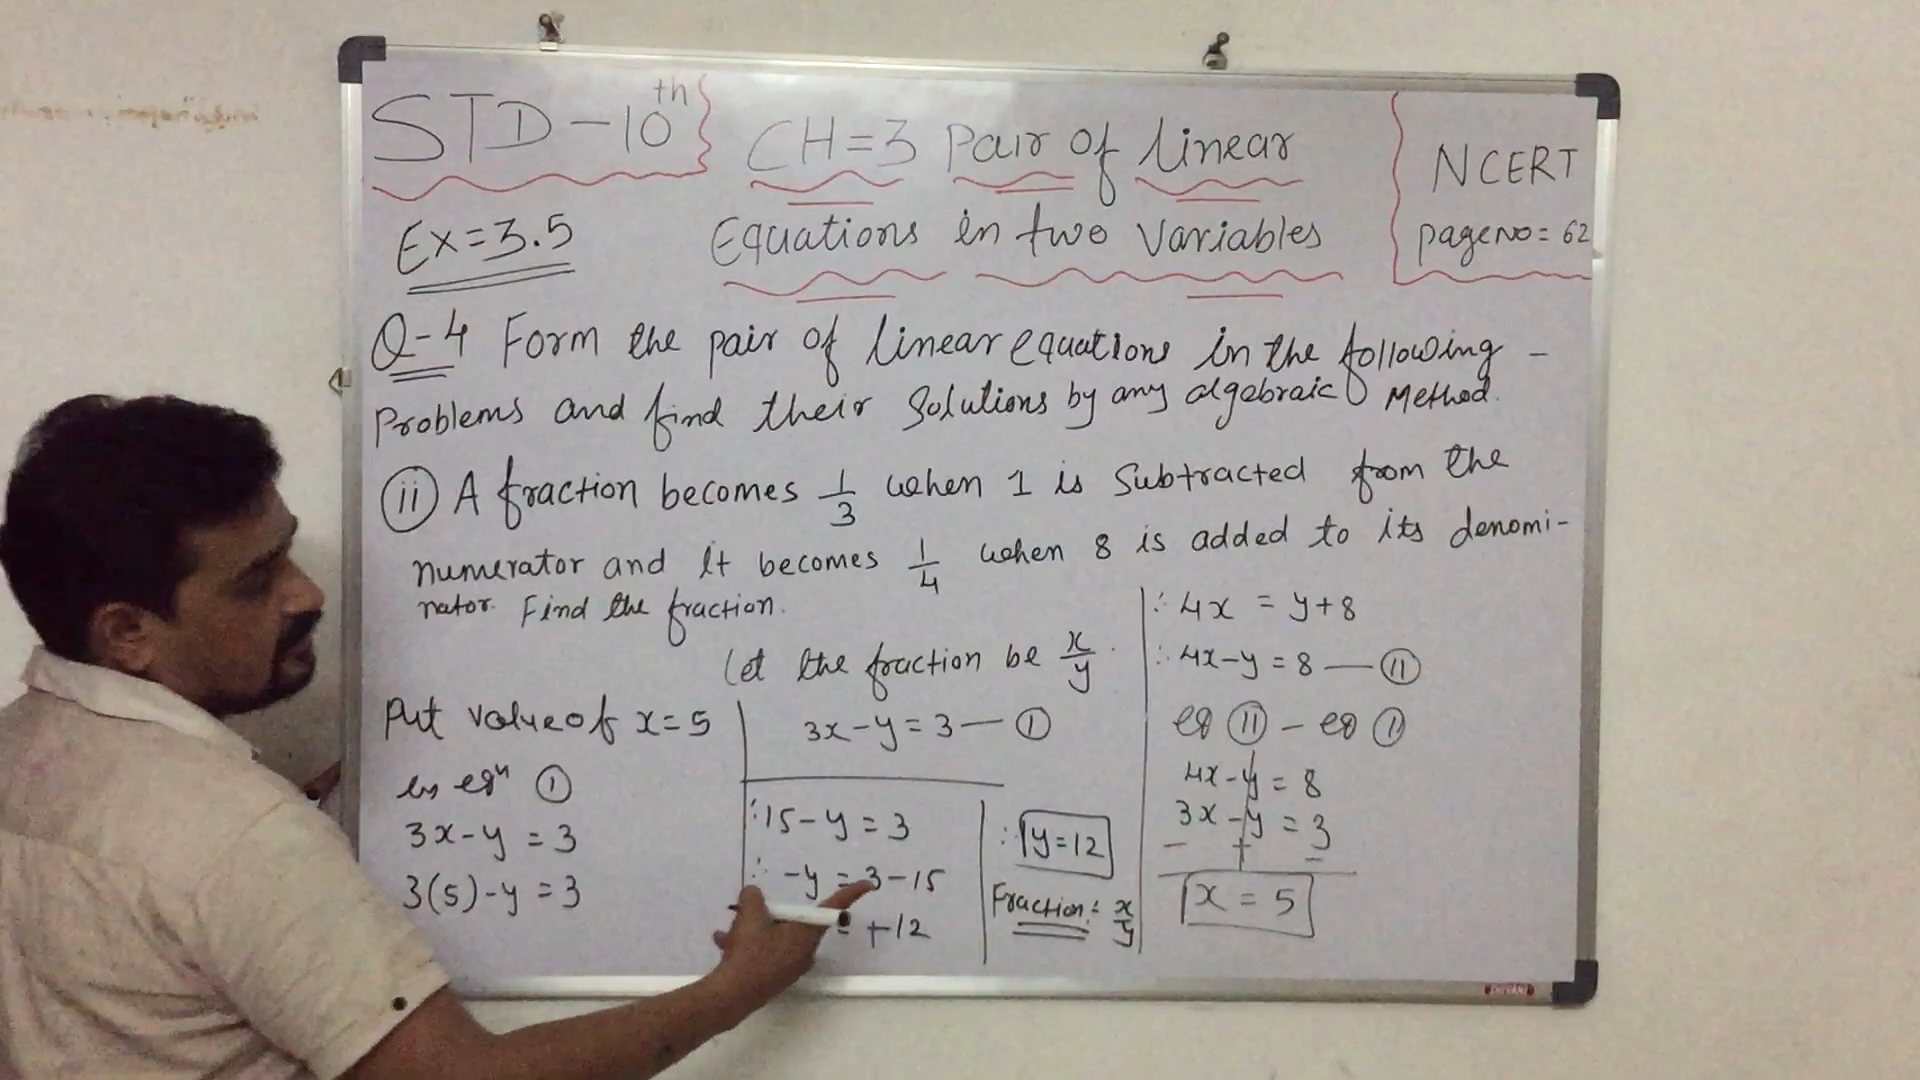 STD-10th
CH=3 Pair of Linear
Equations in two Variables
NCERT
page no = 62
Ex=3.5
Q-4 Form the pair of linear equations in the following -
Problems and find their Solutions by any algebraic Method.
(ii) A fraction becomes 1/3 when 1 is Subtracted from the
numerator and it becomes 1/4 when 8 is added to its denomi-
nator. Find the fraction.
Let the fraction be x/y.
3x-y=3 — (1)
∴ 4x = y+8
∴ 4x-y = 8 — (11)
eq (11) - eq (1)
4x-y = 8
3x-y = 3
- + -
x = 5
Put value of x=5
in eqn (1)
3x-y = 3
3(5)-y = 3
∴ 15-y = 3
∴ -y = 3-15
= +12
∴ y=12
Fraction: x/y
SHIVANI